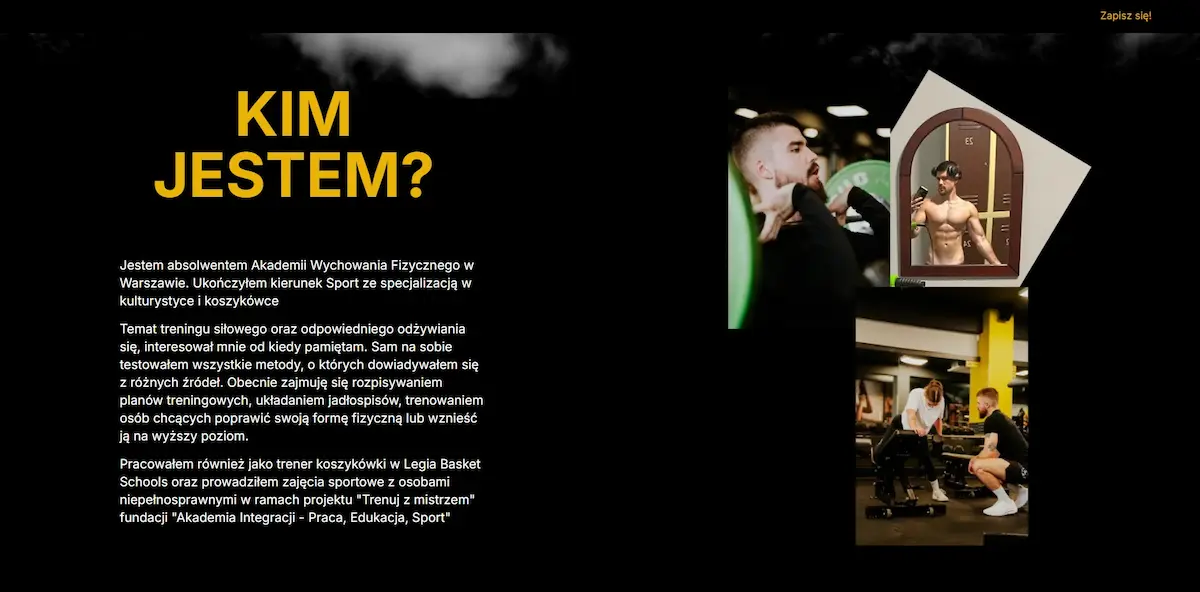 Zapisz się!
KIM
JESTEM?
Jestem absolwentem Akademii Wychowania Fizycznego w
Warszawie. Ukończyłem kierunek Sport ze specjalizacją w
kulturystyce i koszykówce
Temat treningu siłowego oraz odpowiedniego odżywiania
się, interesował mnie od kiedy pamiętam. Sam na sobie
testowałem wszystkie metody, o których dowiadywałem się
z różnych źródeł. Obecnie zajmuję się rozpisywaniem
planów treningowych, układaniem jadłospisów, trenowaniem
osób chcących poprawić swoją formę fizyczną lub wznieść
ją na wyższy poziom.
Pracowałem również jako trener koszykówki w Legia Basket
Schools oraz prowadziłem zajęcia sportowe z osobami
niepełnosprawnymi w ramach projektu "Trenuj z mistrzem"
fundacji "Akademia Integracji - Praca, Edukacja, Sport"
23
24